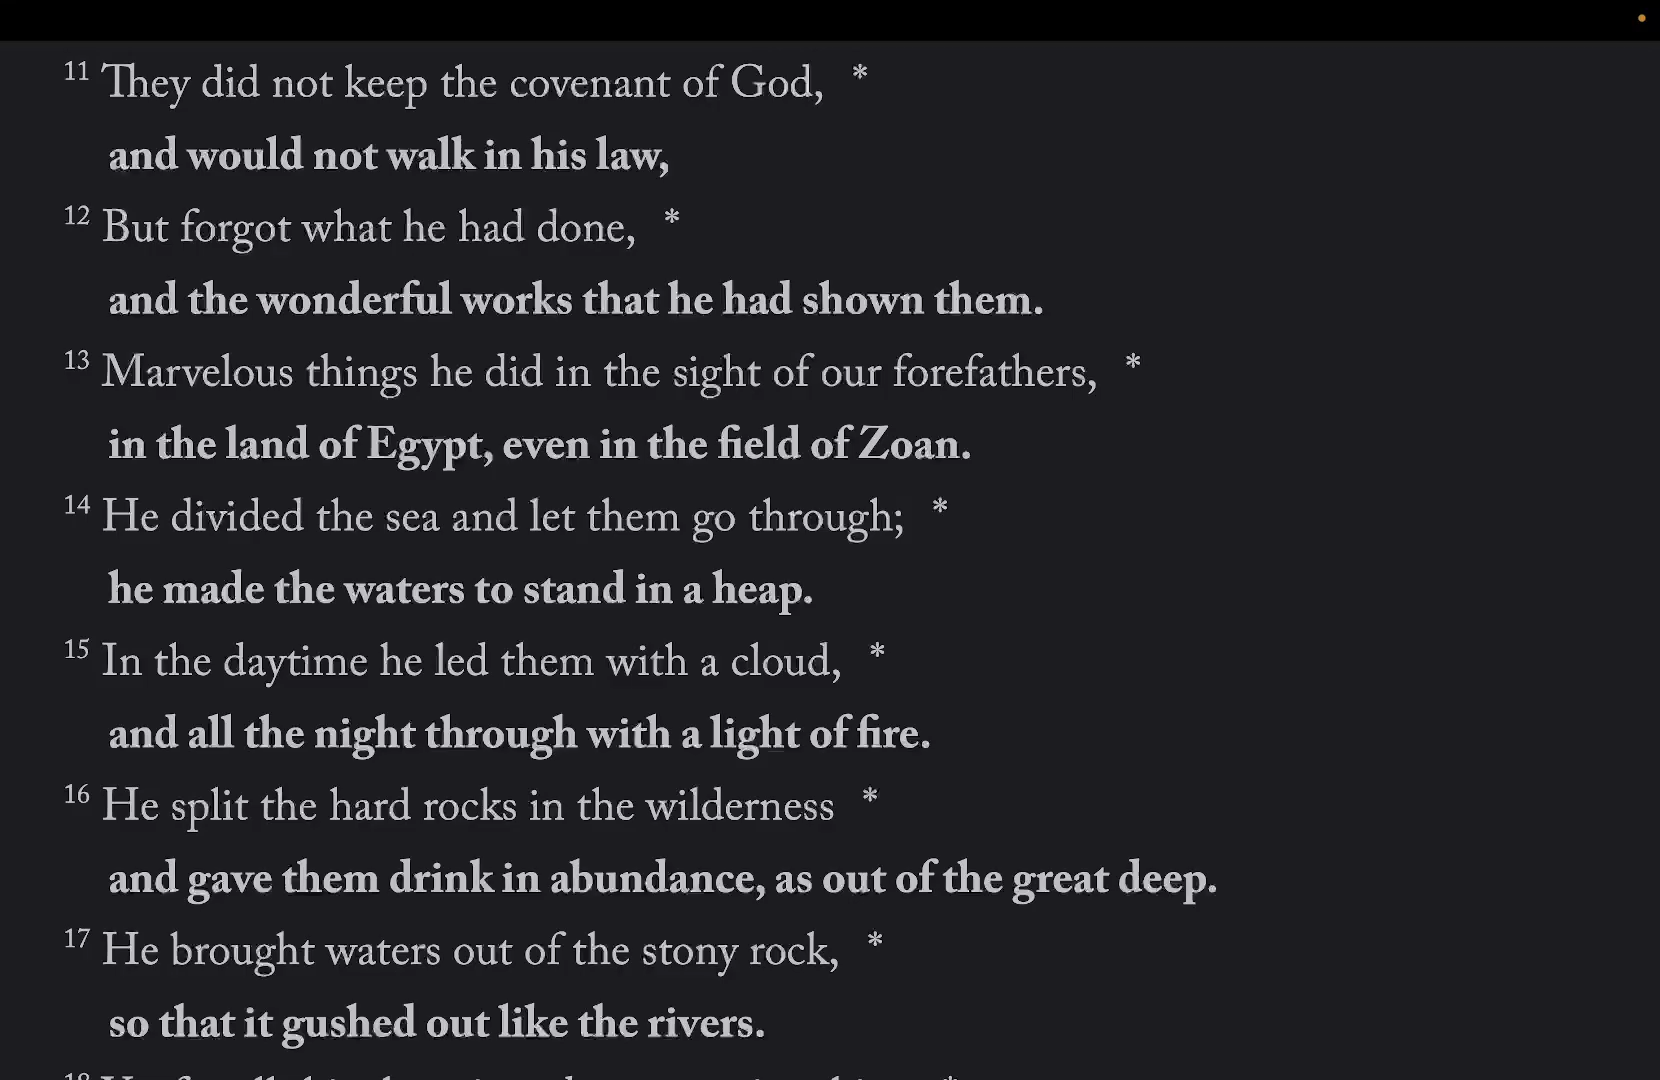 11 They did not keep the covenant of God, *
and would not walk in his law,
12 But forgot what he had done, *
and the wonderful works that he had shown them.
13 Marvelous things he did in the sight of our forefathers, *
in the land of Egypt, even in the field of Zoan.
14 He divided the sea and let them go through; *
he made the waters to stand in a heap.
15 In the daytime he led them with a cloud, *
and all the night through with a light of fire.
16 He split the hard rocks in the wilderness *
and gave them drink in abundance, as out of the great deep.
17 He brought waters out of the stony rock, *
so that it gushed out like the rivers.